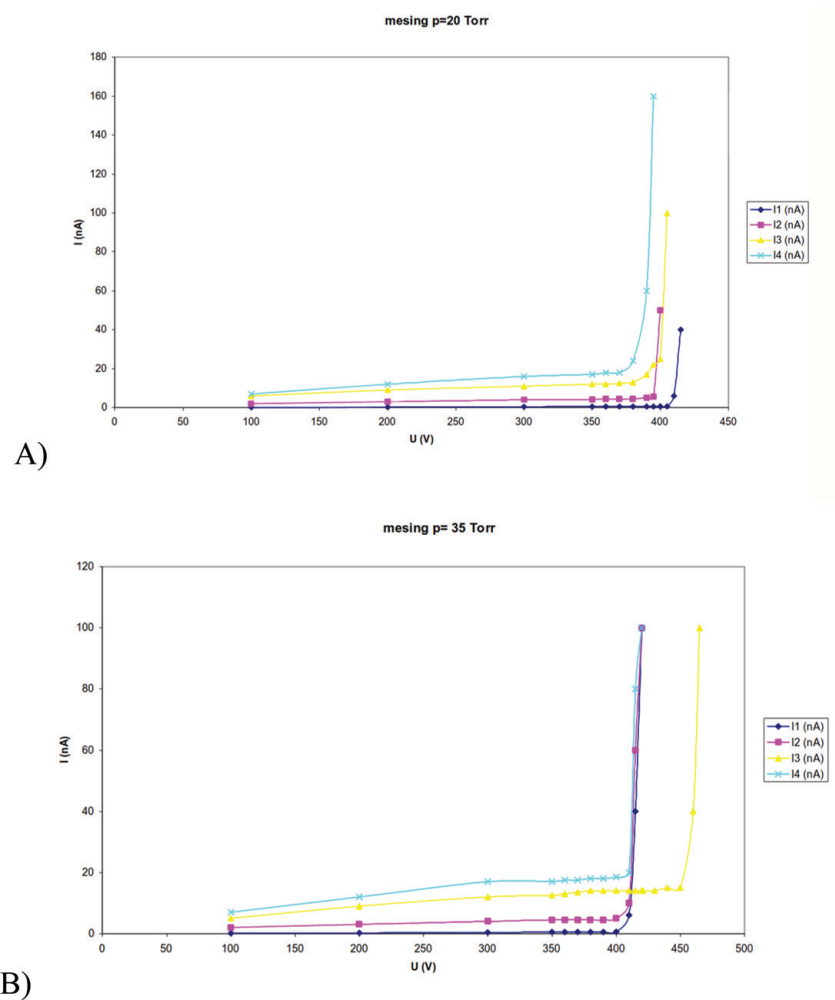 mesing p=20 Torr
180
160
140
120
100
80
60
40
20
0
I (nA)
0 50 100 150 200 250 300 350 400 450
U (V)
I1 (nA)
I2 (nA)
I3 (nA)
I4 (nA)
A)
mesing p= 35 Torr
120
100
80
60
40
20
0
I (nA)
0 50 100 150 200 250 300 350 400 450 500
U (V)
I1 (nA)
I2 (nA)
I3 (nA)
I4 (nA)
B)